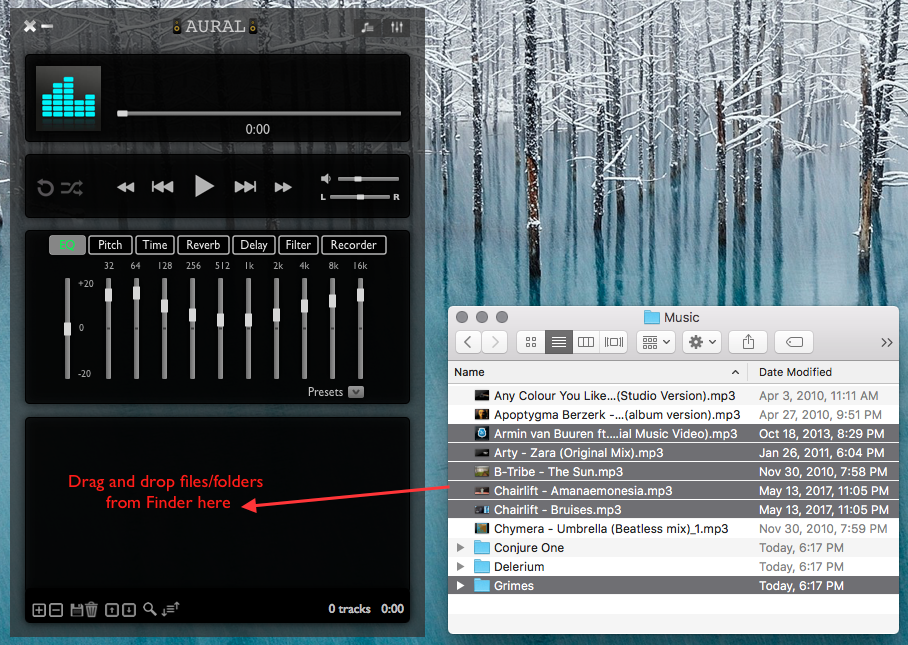 AURAL
0:00
L R
EQ Pitch Time Reverb Delay Filter Recorder
32 64 128 256 512 1k 2k 4k 8k 16k
+20
0
-20
Presets
Drag and drop files/folders
from Finder here
0 tracks 0:00
Music
Name Date Modified
Any Colour You Like...(Studio Version).mp3 Apr 3, 2010, 11:11 AM
Apoptygma Berzerk -...(album version).mp3 Apr 27, 2010, 9:51 PM
Armin van Buuren ft....ial Music Video).mp3 Oct 18, 2013, 8:29 PM
Arty - Zara (Original Mix).mp3 Jan 26, 2011, 6:04 PM
B-Tribe - The Sun.mp3 Nov 30, 2010, 7:58 PM
Chairlift - Amanaemonesia.mp3 May 13, 2017, 11:05 PM
Chairlift - Bruises.mp3 May 13, 2017, 11:05 PM
Chymera - Umbrella (Beatless mix)_1.mp3 Nov 30, 2010, 7:59 PM
Conjure One Today, 6:17 PM
Delerium Today, 6:17 PM
Grimes Today, 6:17 PM